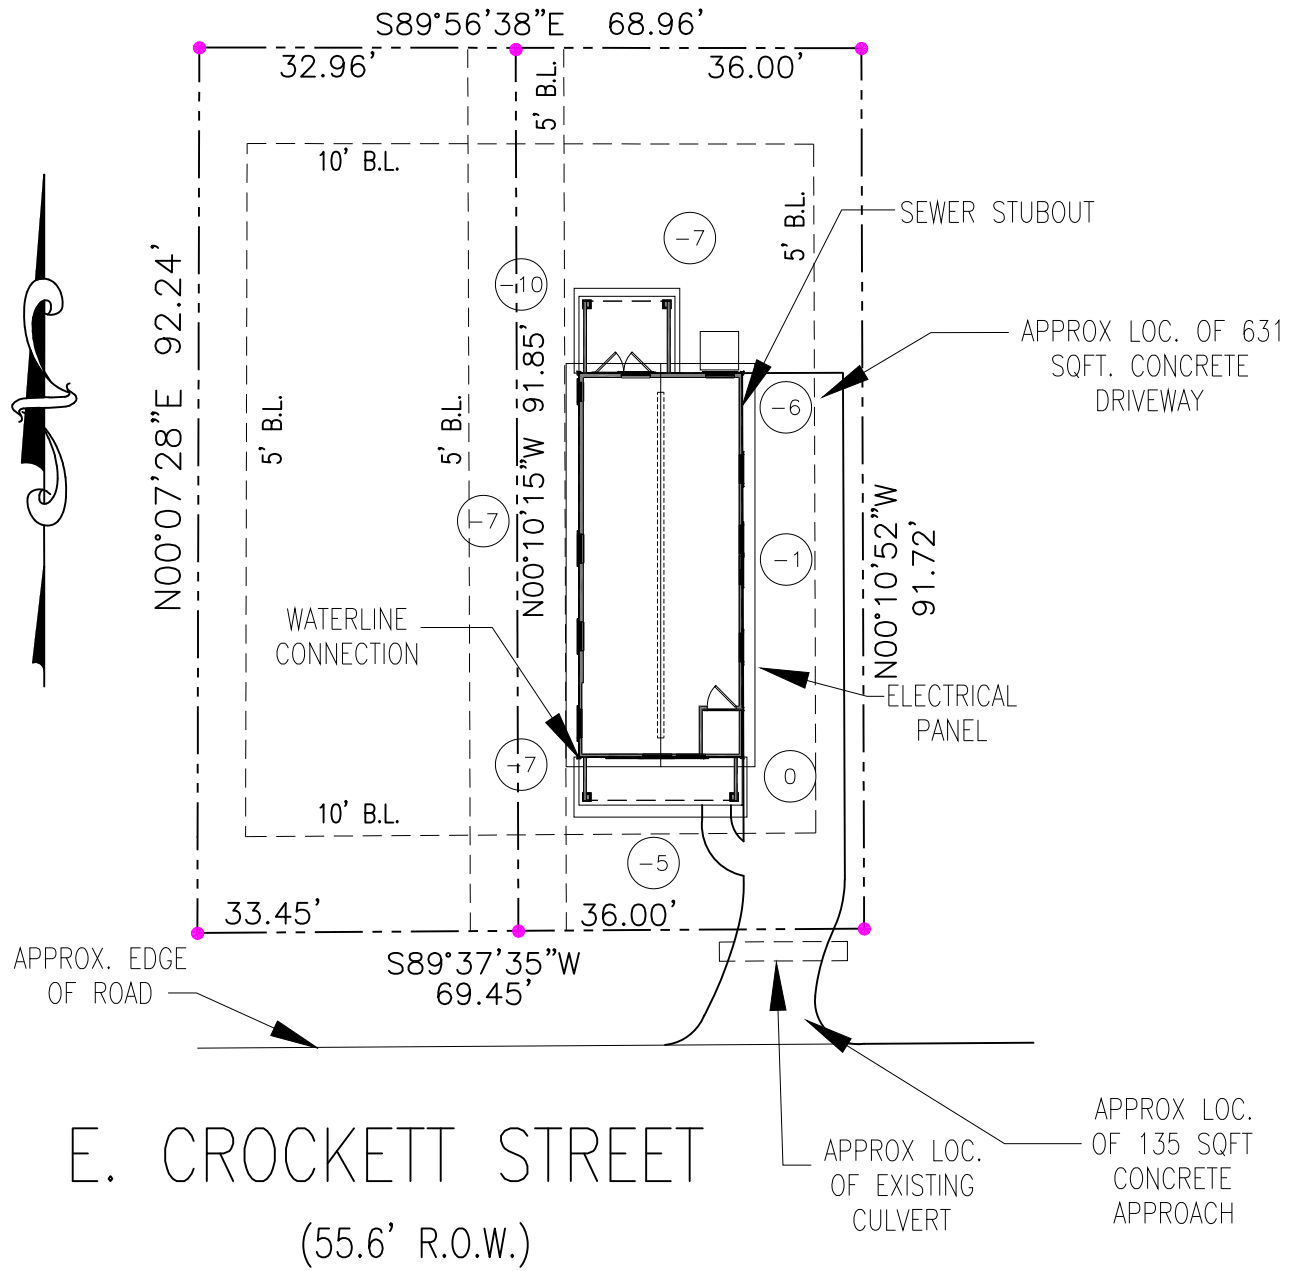 S89°56'38"E 68.96'
32.96'
36.00'
5' B.L.
10' B.L.
5' B.L.
SEWER STUBOUT
-7
-10
N00°07'28"E 92.24'
APPROX LOC. OF 631
SQFT. CONCRETE
DRIVEWAY
-6
5' B.L.
5' B.L.
N00°10'15"W 91.85'
-7
-1
N00°10'52"W
91.72'
WATERLINE
CONNECTION
ELECTRICAL
PANEL
-7
0
10' B.L.
-5
33.45'
36.00'
S89°37'35"W
69.45'
APPROX. EDGE
OF ROAD
E. CROCKETT STREET
(55.6' R.O.W.)
APPROX LOC.
OF EXISTING
CULVERT
APPROX LOC.
OF 135 SQFT
CONCRETE
APPROACH